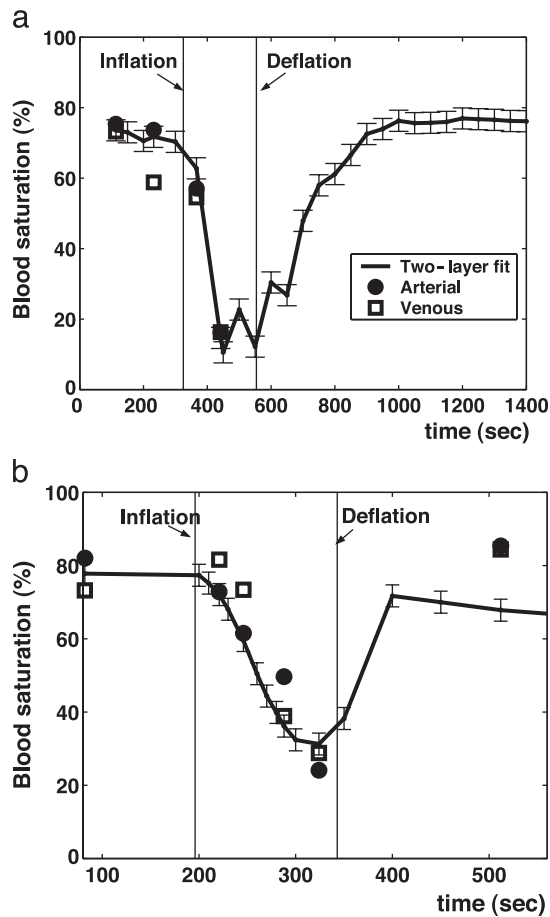 a
100
80
60
40
20
0
Blood saturation (%)
Inflation
Deflation
Two-layer fit
Arterial
Venous
0 200 400 600 800 1000 1200 1400
time (sec)
b
100
80
60
40
20
0
Blood saturation (%)
Inflation
Deflation
100 200 300 400 500
time (sec)